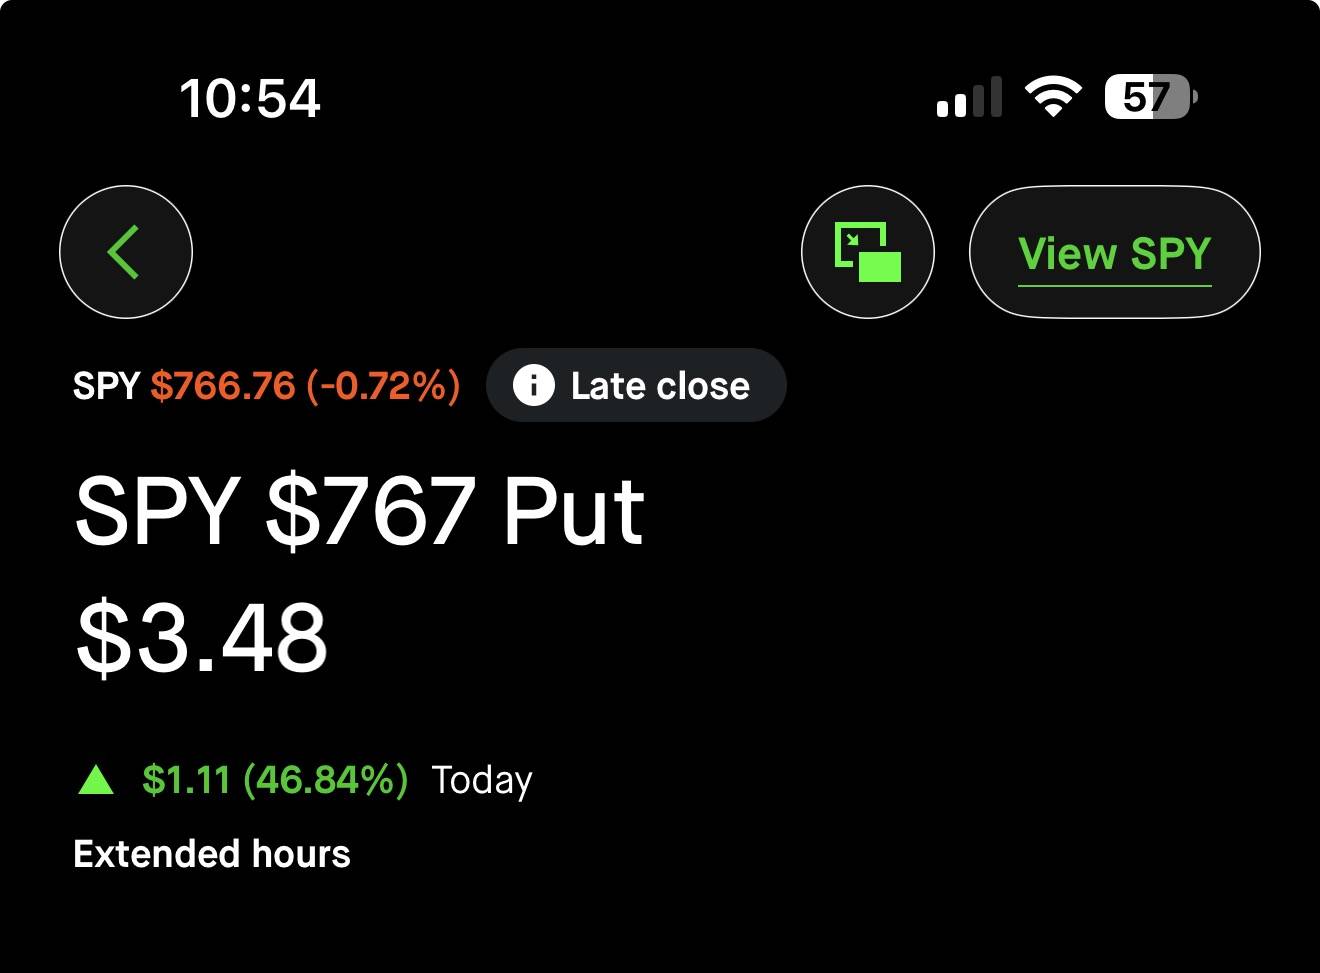 10:54 57
View SPY
SPY $766.76 (-0.72%) Late close
SPY $767 Put
$3.48
$1.11 (46.84%) Today
Extended hours